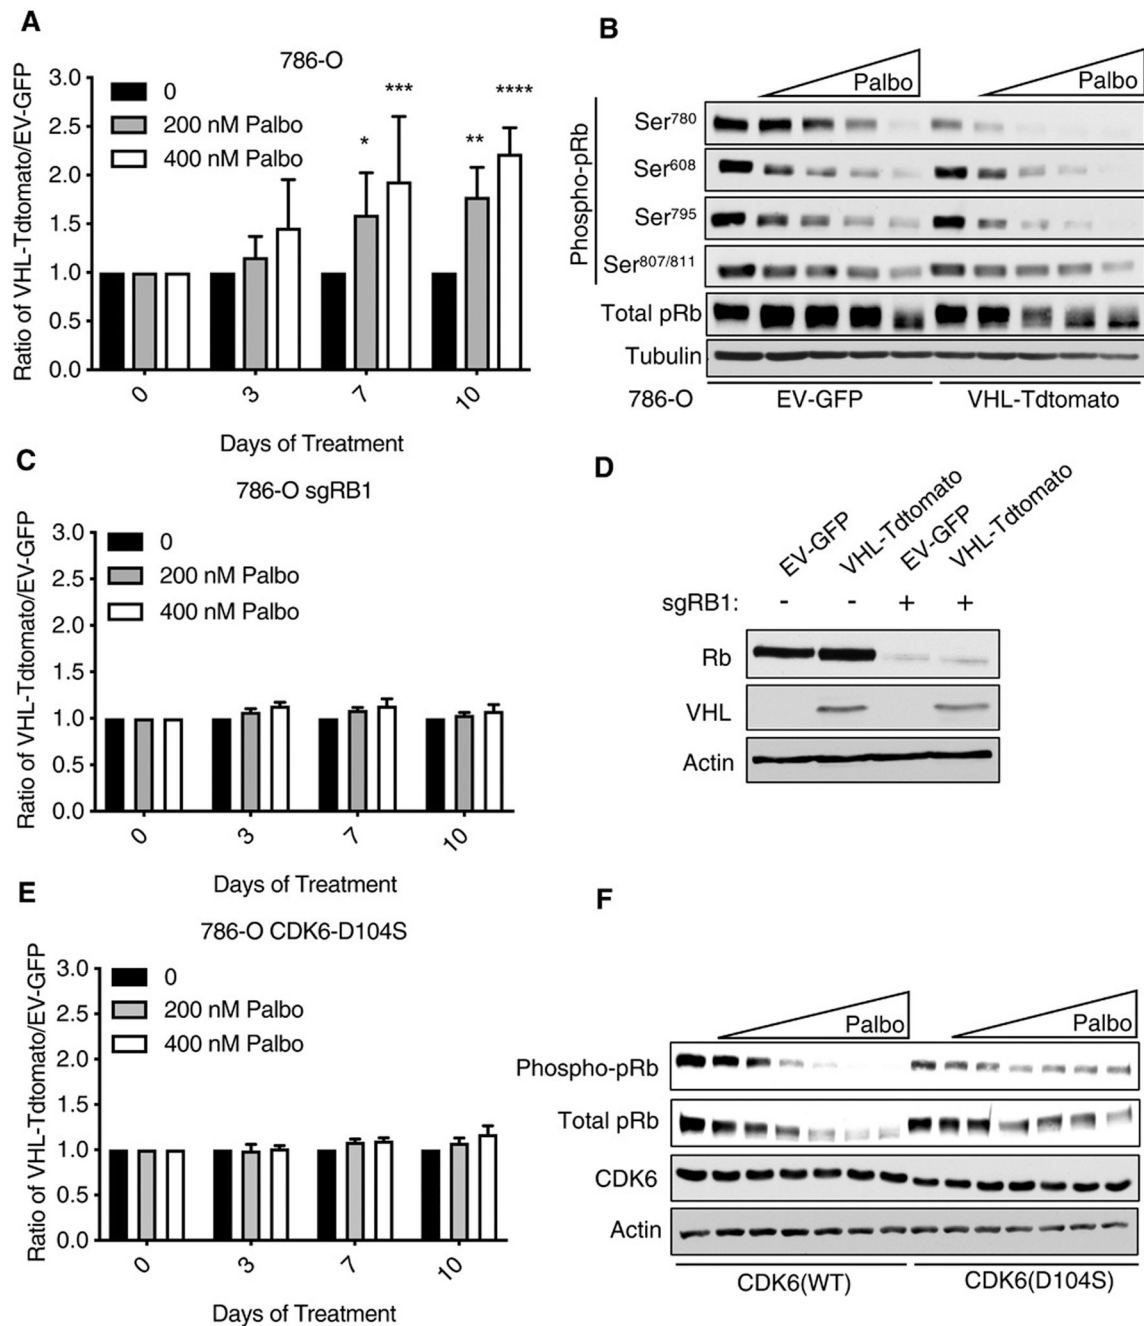 A
786-O
Ratio of VHL-Tdtomato/EV-GFP
3.0
2.5
2.0
1.5
1.0
0.5
0.0
0
200 nM Palbo
400 nM Palbo
*
***
**
****
0
3
7
10
Days of Treatment
B
Palbo
Palbo
Phospho-pRb
Ser780
Ser608
Ser795
Ser807/811
Total pRb
Tubulin
786-O
EV-GFP
VHL-Tdtomato
C
786-O sgRB1
Ratio of VHL-Tdtomato/EV-GFP
3.0
2.5
2.0
1.5
1.0
0.5
0.0
0
200 nM Palbo
400 nM Palbo
0
3
7
10
Days of Treatment
D
EV-GFP
VHL-Tdtomato
EV-GFP
VHL-Tdtomato
sgRB1: - - + +
Rb
VHL
Actin
E
786-O CDK6-D104S
Ratio of VHL-Tdtomato/EV-GFP
3.0
2.5
2.0
1.5
1.0
0.5
0.0
0
200 nM Palbo
400 nM Palbo
0
3
7
10
Days of Treatment
F
Palbo
Palbo
Phospho-pRb
Total pRb
CDK6
Actin
CDK6(WT)
CDK6(D104S)